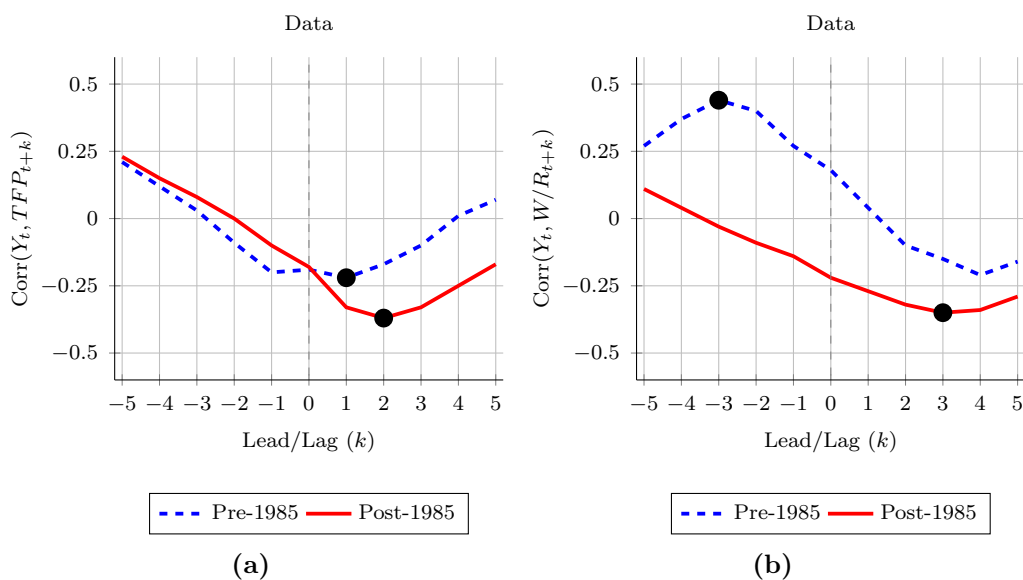 Data
Corr(Y_t, TFP_{t+k})
0.5
0.25
0
−0.25
−0.5
−5 −4 −3 −2 −1 0 1 2 3 4 5
Lead/Lag (k)
Pre-1985 Post-1985
(a)
Data
Corr(Y_t, W/R_{t+k})
0.5
0.25
0
−0.25
−0.5
−5 −4 −3 −2 −1 0 1 2 3 4 5
Lead/Lag (k)
Pre-1985 Post-1985
(b)